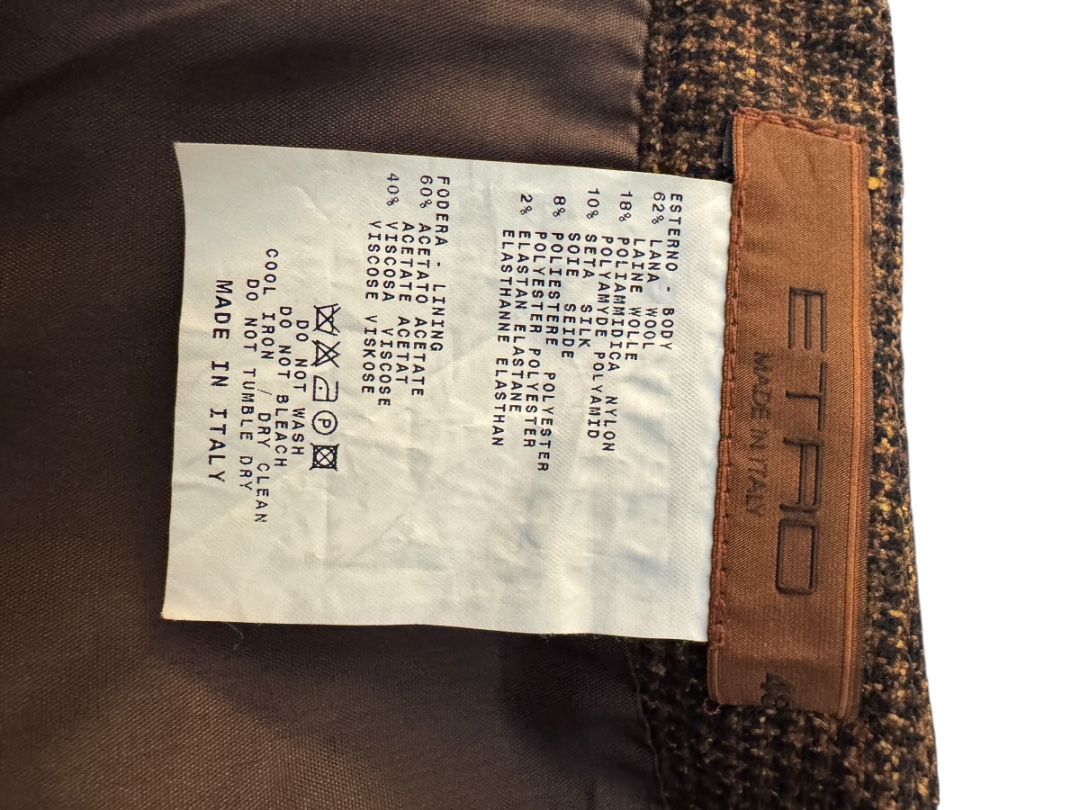 ETRO
MADE IN ITALY
48
ESTERNO - BODY
62% LANA WOOL
LAINE WOLLE
18% POLIAMMIDICA NYLON
POLYAMYDE POLYAMID
10% SETA SILK
SOIE SEIDE
8% POLIESTERE POLYESTER
POLYESTER POLYESTER
2% ELASTAN ELASTANE
ELASTHANNE ELASTHAN
FODERA - LINING
60% ACETATO ACETATE
ACETATE ACETAT
40% VISCOSA VISCOSE
VISCOSE VISKOSE
P
DO NOT WASH
DO NOT BLEACH
COOL IRON / DRY CLEAN
DO NOT TUMBLE DRY
MADE IN ITALY